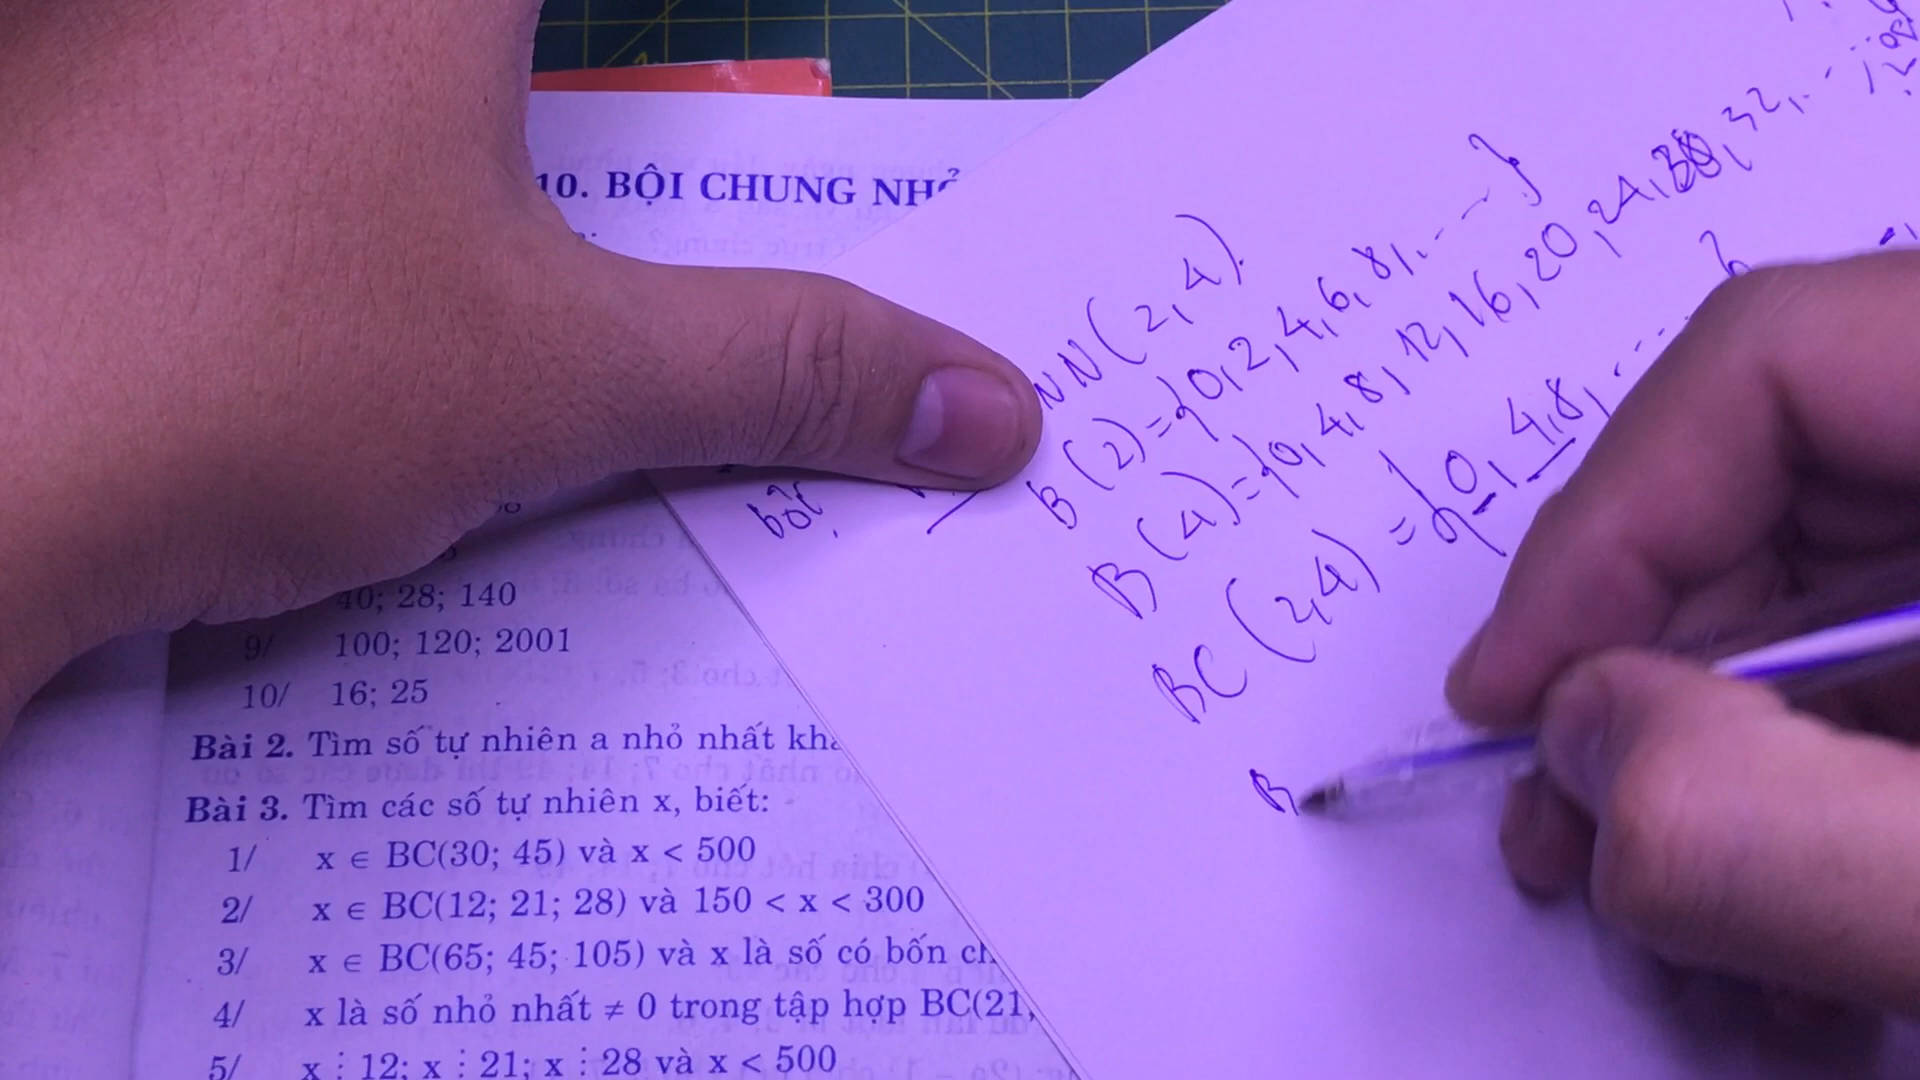 10. BỘI CHUNG NHỎ
40; 28; 140
9/ 100; 120; 2001
10/ 16; 25
Bài 2. Tìm số tự nhiên a nhỏ nhất
Bài 3. Tìm các số tự nhiên x, biết:
1/ x ∈ BC(30; 45) và x < 500
2/ x ∈ BC(12; 21; 28) và 150 < x < 300
3/ x ∈ BC(65; 45; 105) và x là số có bốn
4/ x là số nhỏ nhất ≠ 0 trong tập hợp BC(21,
5/ x ⋮ 12; x ⋮ 21; x ⋮ 28 và x < 500
bội
NN(2,4).
B(2)={0,2,4,6,8,...}
B(4)={0,4,8,12,16,20,24,28,32,...
BC(2,4)={0,4,8,....
B